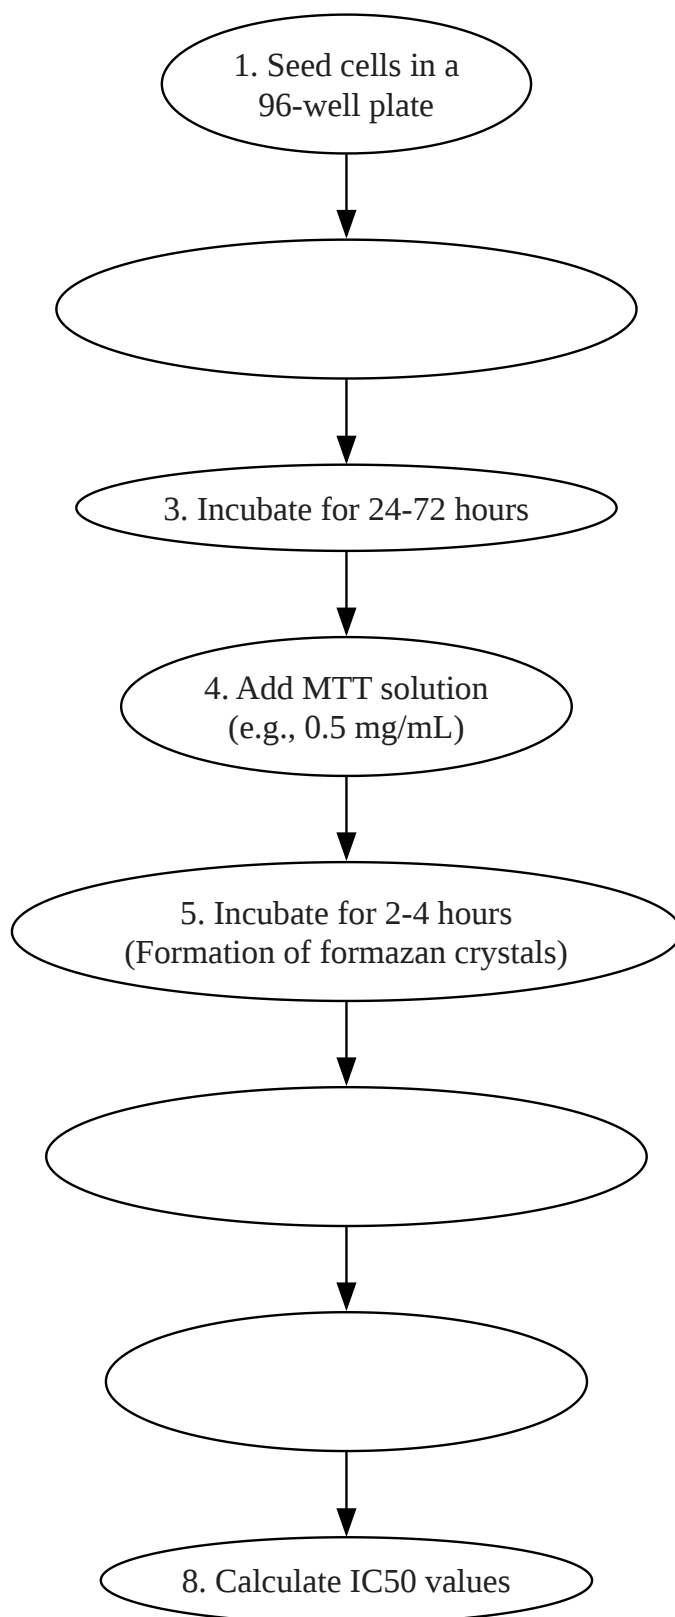 1. Seed cells in a
96-well plate
3. Incubate for 24-72 hours
4. Add MTT solution
(e.g., 0.5 mg/mL)
5. Incubate for 2-4 hours
(Formation of formazan crystals)
8. Calculate IC50 values